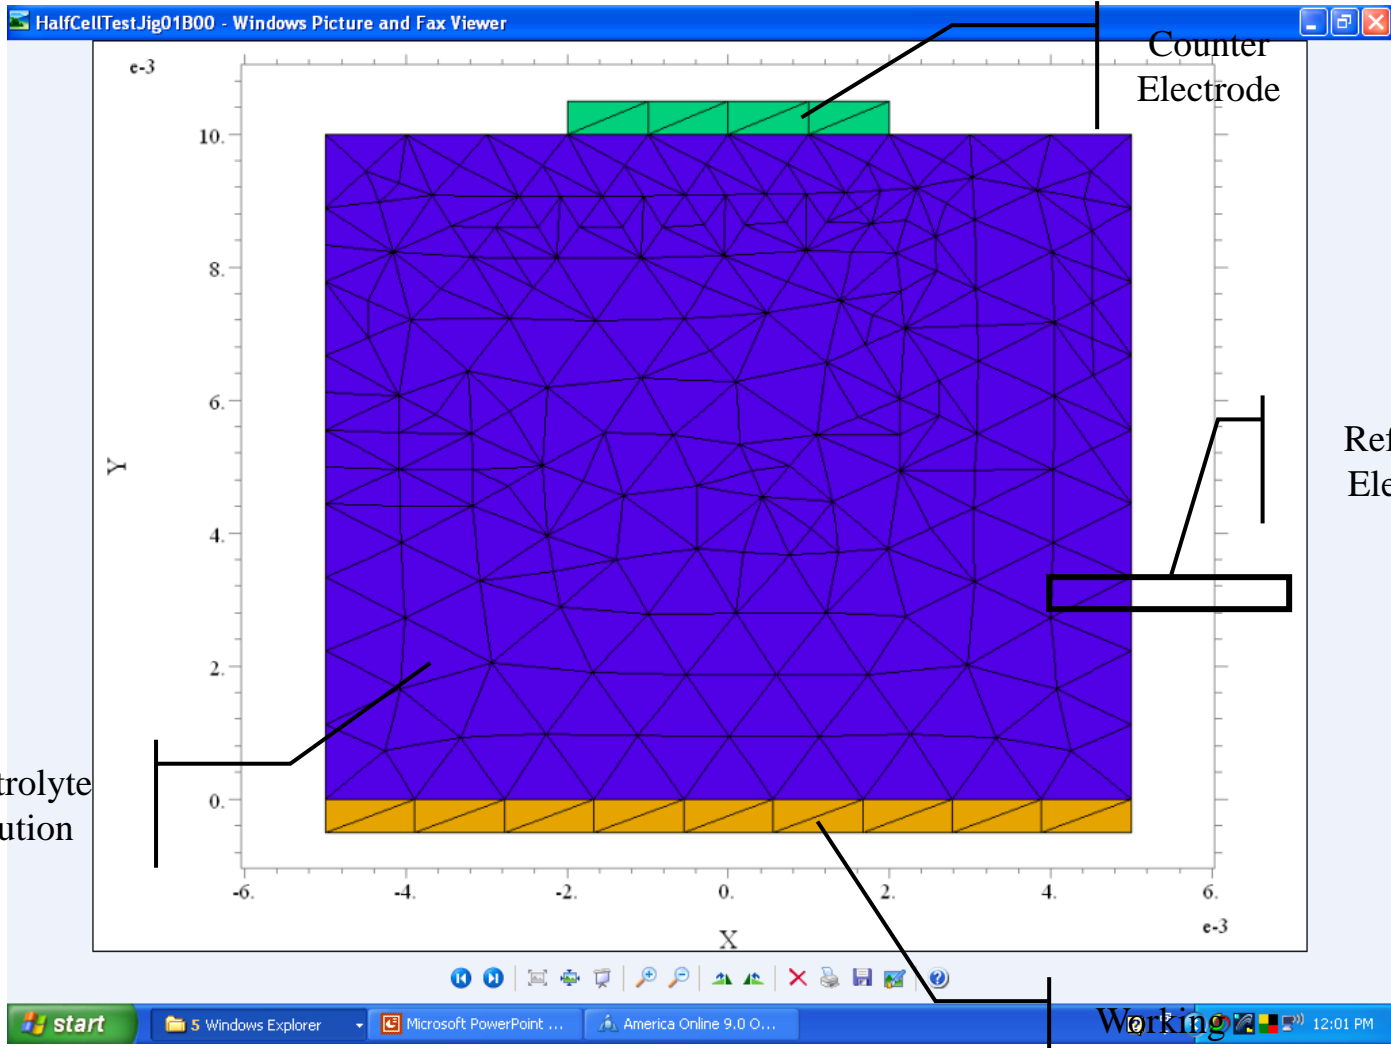 HalfCellTestJig01B00 - Windows Picture and Fax Viewer
Counter
Electrode
e-3
10.
8.
6.
4.
2.
0.
Y
-6.
-4.
-2.
0.
2.
4.
6.
e-3
X
Ref
Ele
trolyte
ution
Working
start
5 Windows Explorer
Microsoft PowerPoint ...
America Online 9.0 O...
12:01 PM